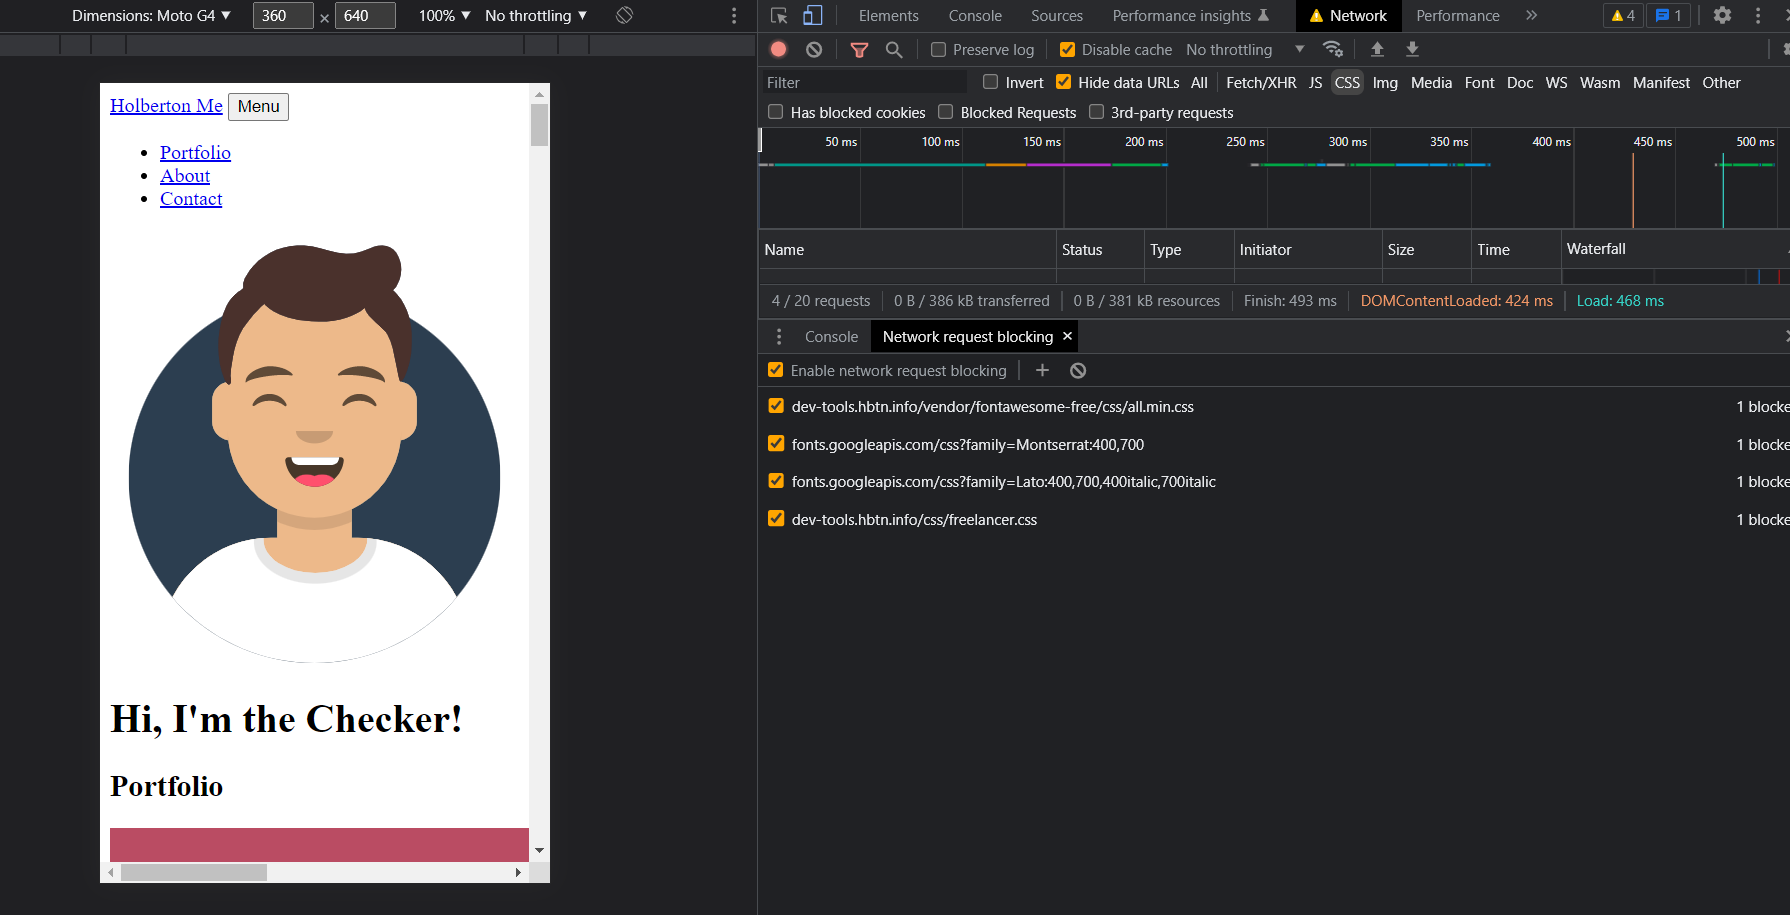 Dimensions: Moto G4 ▼ 360 × 640 100% ▼ No throttling ▼
Elements Console Sources Performance insights Network Performance » 4 1
Preserve log Disable cache No throttling ▼
Filter Invert Hide data URLs All Fetch/XHR JS CSS Img Media Font Doc WS Wasm Manifest Other
Has blocked cookies Blocked Requests 3rd-party requests
50 ms 100 ms 150 ms 200 ms 250 ms 300 ms 350 ms 400 ms 450 ms 500 ms
Name Status Type Initiator Size Time Waterfall
4 / 20 requests 0 B / 386 kB transferred 0 B / 381 kB resources Finish: 493 ms DOMContentLoaded: 424 ms Load: 468 ms
Console Network request blocking ×
Enable network request blocking
dev-tools.hbtn.info/vendor/fontawesome-free/css/all.min.css 1 blocke
fonts.googleapis.com/css?family=Montserrat:400,700 1 blocke
fonts.googleapis.com/css?family=Lato:400,700,400italic,700italic 1 blocke
dev-tools.hbtn.info/css/freelancer.css 1 blocke
Holberton Me Menu
• Portfolio
• About
• Contact
Hi, I'm the Checker!
Portfolio